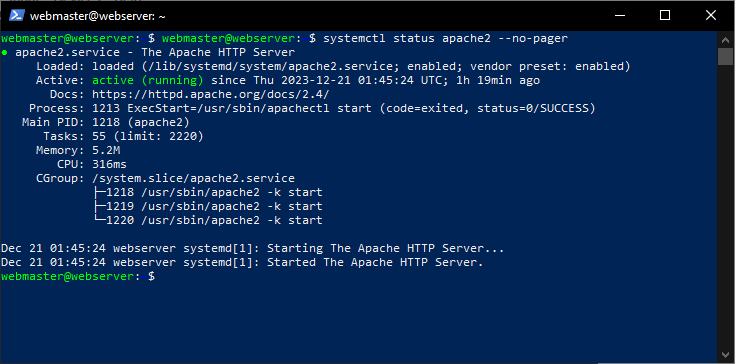 webmaster@webserver: ~
webmaster@webserver: $ webmaster@webserver: $ systemctl status apache2 --no-pager
● apache2.service - The Apache HTTP Server
     Loaded: loaded (/lib/systemd/system/apache2.service; enabled; vendor preset: enabled)
     Active: active (running) since Thu 2023-12-21 01:45:24 UTC; 1h 19min ago
       Docs: https://httpd.apache.org/docs/2.4/
    Process: 1213 ExecStart=/usr/sbin/apachectl start (code=exited, status=0/SUCCESS)
   Main PID: 1218 (apache2)
      Tasks: 55 (limit: 2220)
     Memory: 5.2M
        CPU: 316ms
     CGroup: /system.slice/apache2.service
             ├─1218 /usr/sbin/apache2 -k start
             ├─1219 /usr/sbin/apache2 -k start
             └─1220 /usr/sbin/apache2 -k start
Dec 21 01:45:24 webserver systemd[1]: Starting The Apache HTTP Server...
Dec 21 01:45:24 webserver systemd[1]: Started The Apache HTTP Server.
webmaster@webserver: $